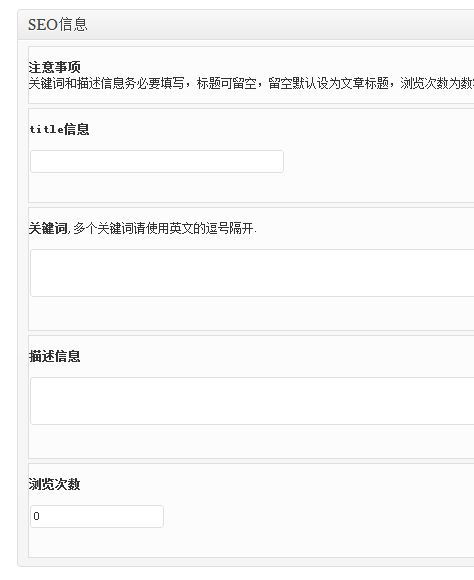 SEO信息
注意事项
关键词和描述信息务必要填写，标题可留空，留空默认设为文章标题，浏览次数为数
title信息
关键词, 多个关键词请使用英文的逗号隔开.
描述信息
浏览次数
0